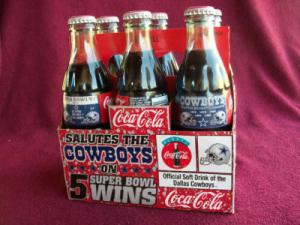 COWBOYS
Coca-Cola
SALUTES THE
COWBOYS
ON
5 SUPER BOWL
WINS
Coca-Cola
Official Soft Drink of the
Dallas Cowboys.
Coca-Cola